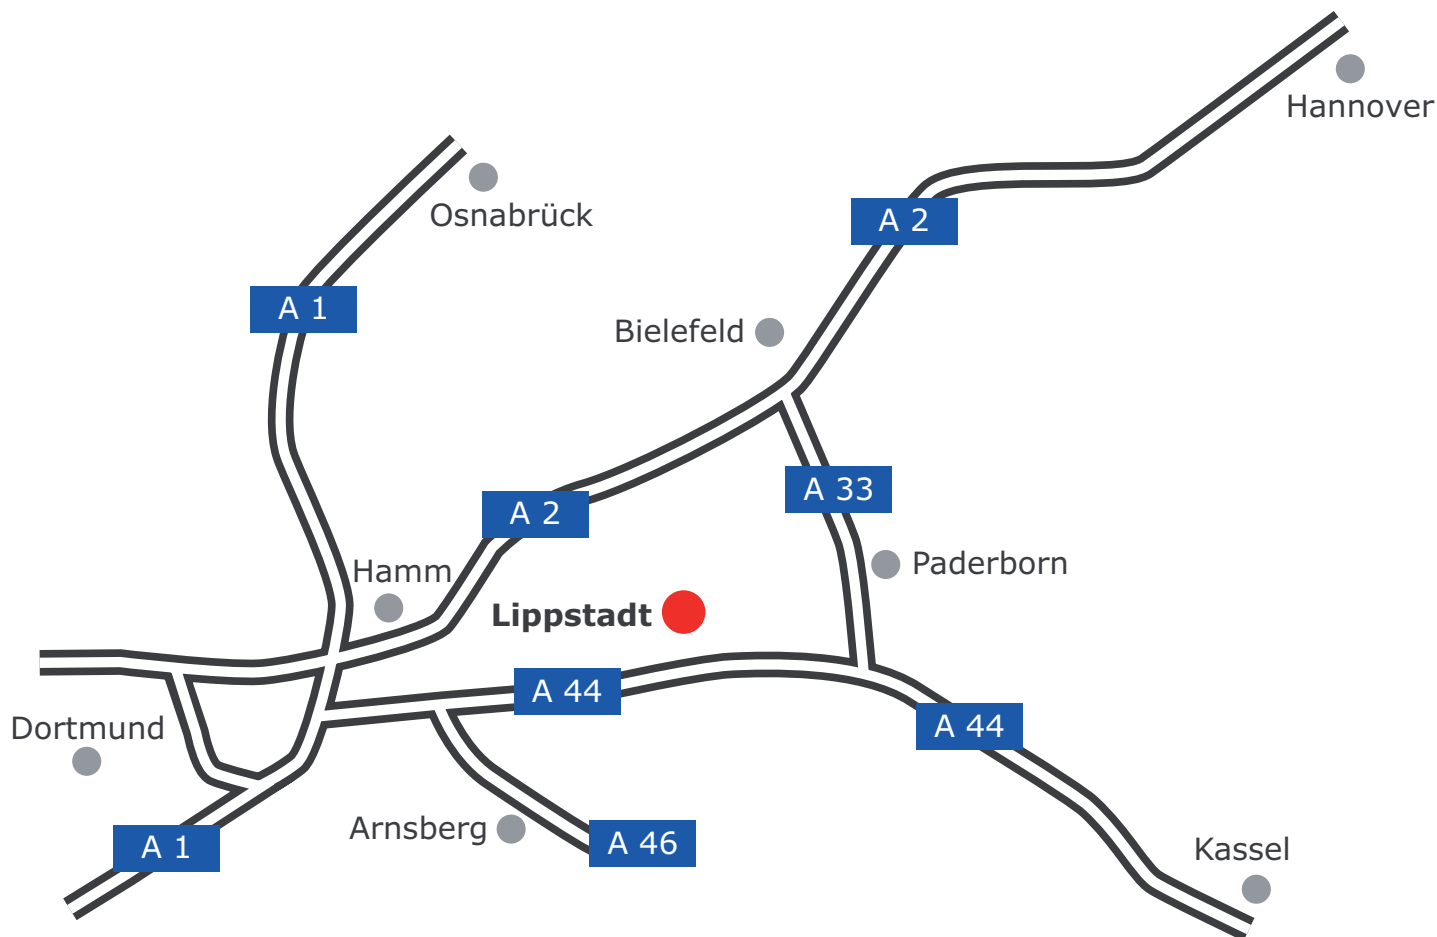 Hannover
Osnabrück
A 2
A 1
Bielefeld
A 33
A 2
Paderborn
Hamm
Lippstadt
A 44
A 44
Dortmund
Arnsberg
A 46
A 1
Kassel